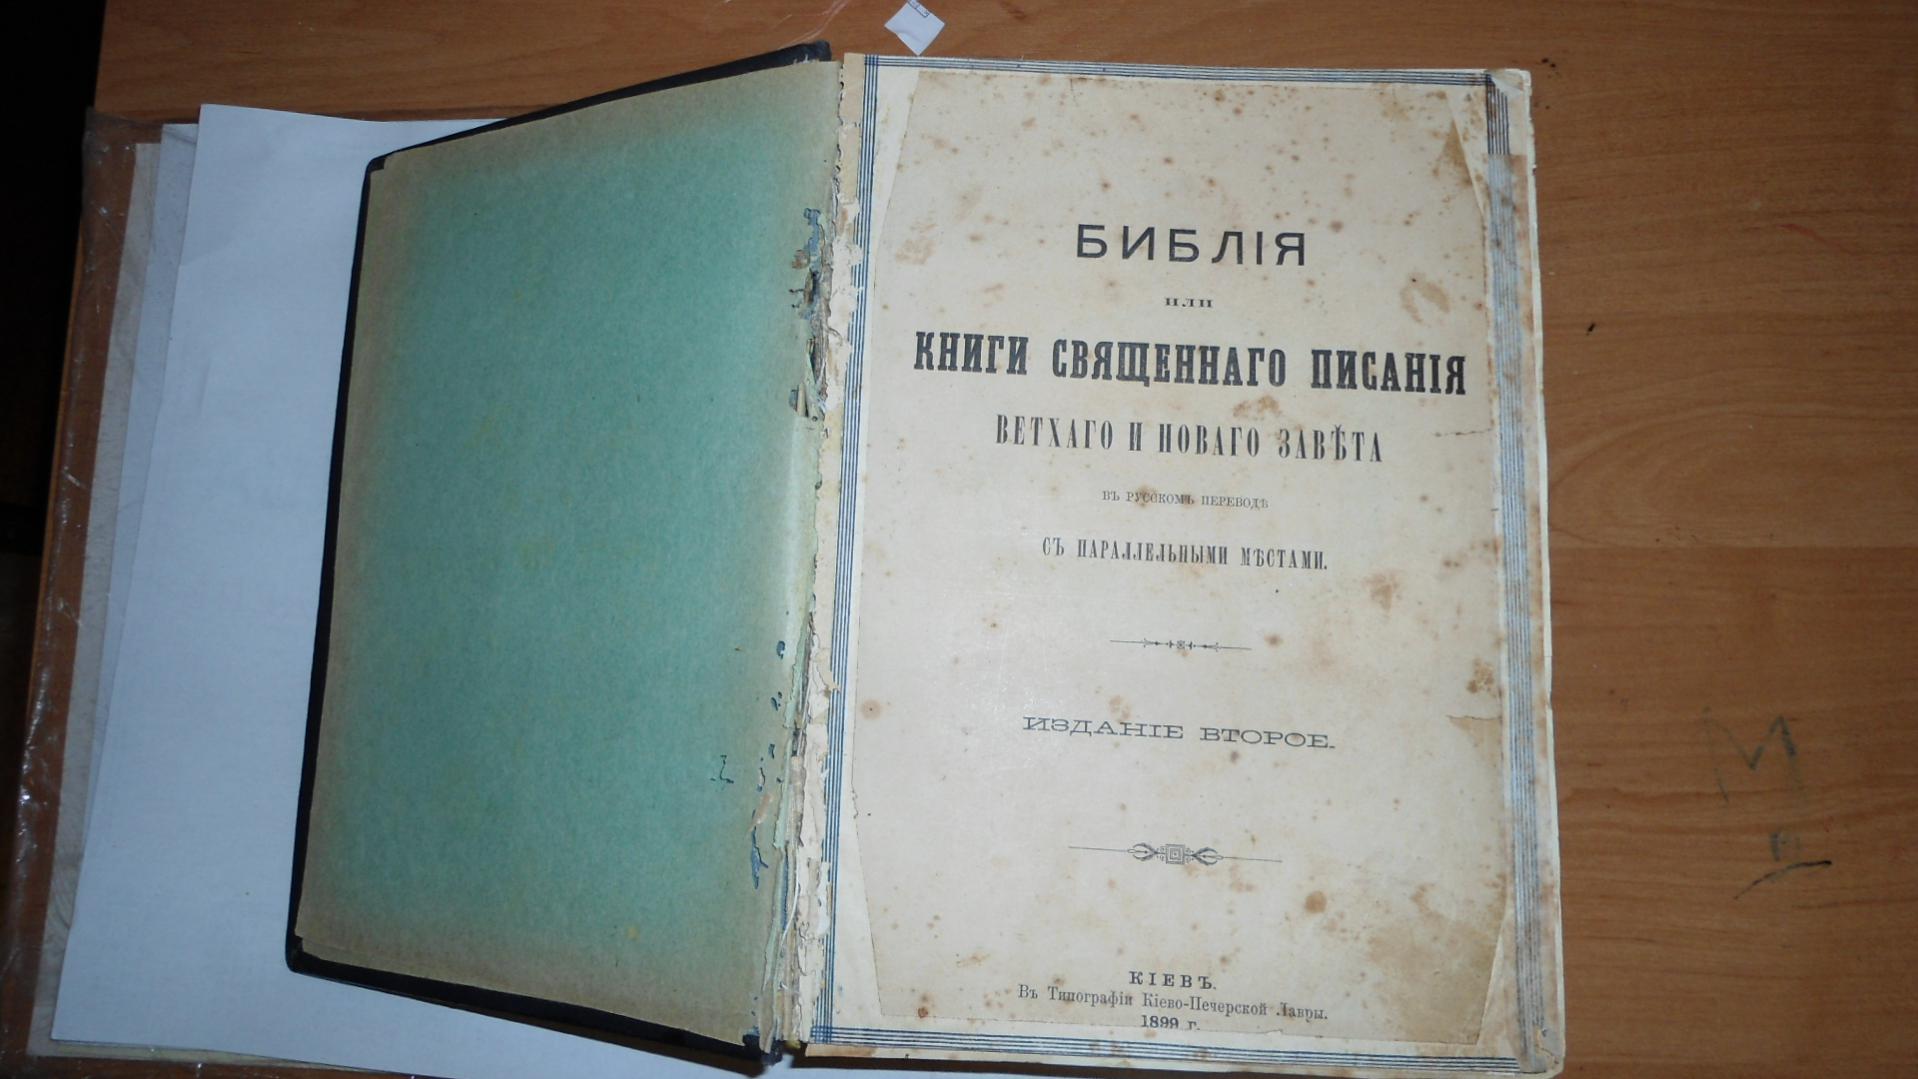 БИБЛІЯ
или
КНИГИ СВЯЩЕННАГО ПИСАНІЯ
ВЕТХАГО И НОВАГО ЗАВѢТА
ВЪ РУССКОМЪ ПЕРЕВОДѢ
СЪ ПАРАЛЛЕЛЬНЫМИ МѢСТАМИ.
ИЗДАНІЕ ВТОРОЕ.
КІЕВЪ.
Въ Типографіи Кіево-Печерской Лавры.
1899 г.